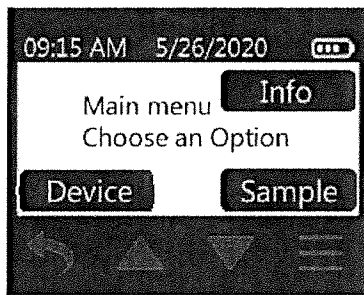 09:15 AM 5/26/2020
Info
Main menu
Choose an Option
Device Sample